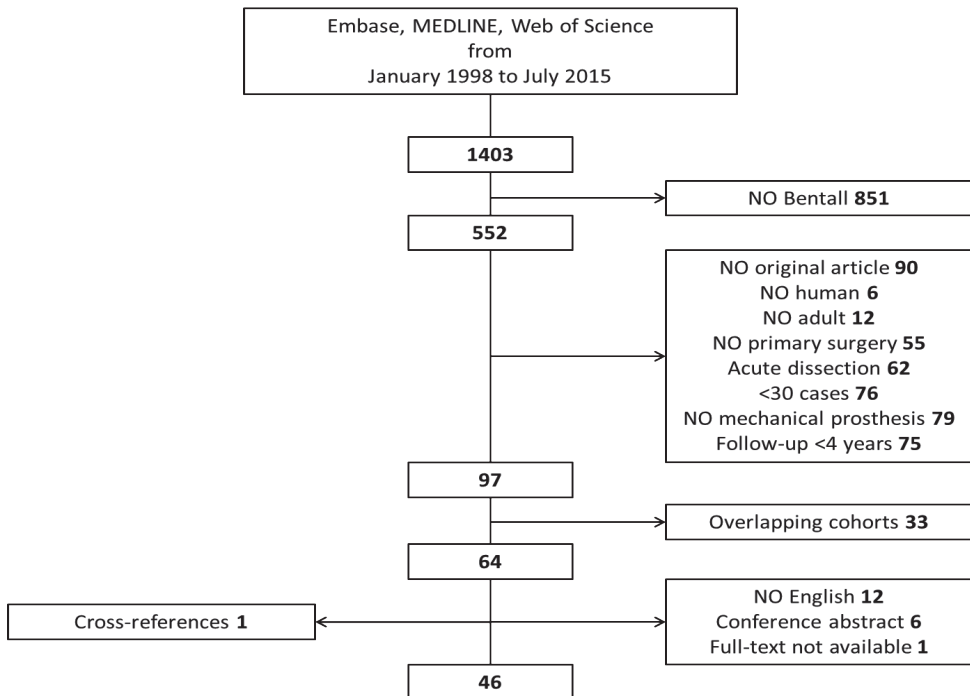 Embase, MEDLINE, Web of Science
from
January 1998 to July 2015
1403
NO Bentall 851
552
NO original article 90
NO human 6
NO adult 12
NO primary surgery 55
Acute dissection 62
<30 cases 76
NO mechanical prosthesis 79
Follow-up <4 years 75
97
Overlapping cohorts 33
64
NO English 12
Conference abstract 6
Full-text not available 1
Cross-references 1
46